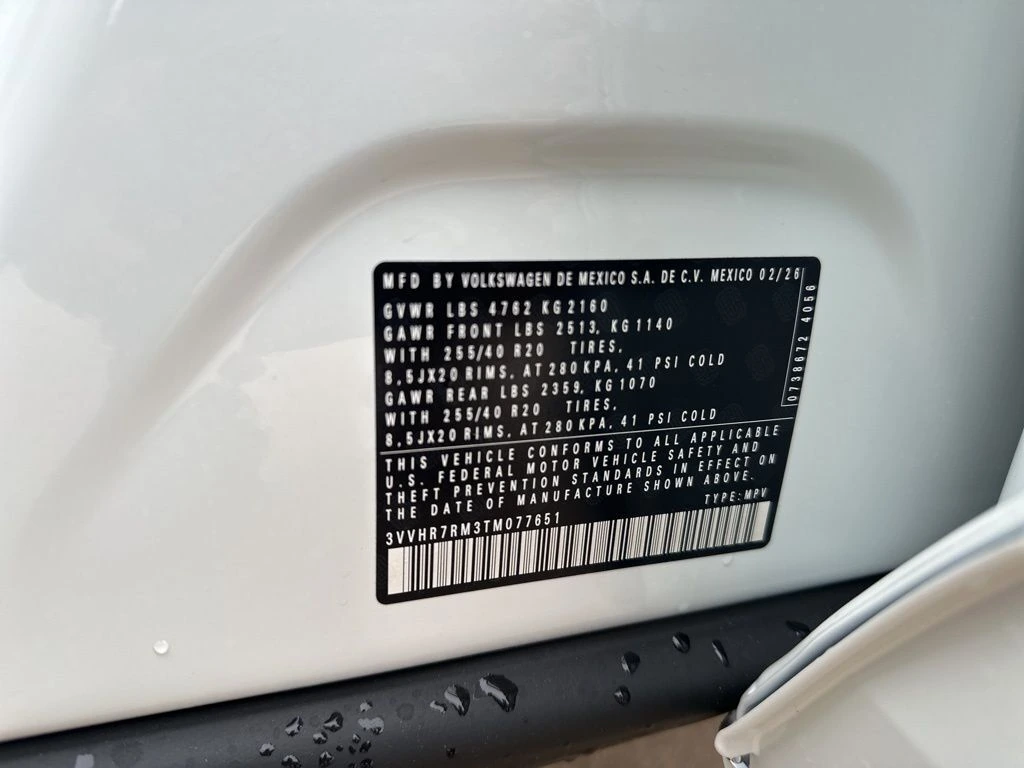 MFD BY VOLKSWAGEN DE MEXICO S.A. DE C.V. MEXICO 02/26
GVWR LBS 4762 KG 2160
GAWR FRONT LBS 2513, KG 1140
WITH 255/40 R20 TIRES,
8,5JX20 RIMS, AT 280 KPA, 41 PSI COLD
GAWR REAR LBS 2359, KG 1070
WITH 255/40 R20 TIRES,
8,5JX20 RIMS, AT 280 KPA, 41 PSI COLD
0738672 4056
THIS VEHICLE CONFORMS TO ALL APPLICABLE
U.S. FEDERAL MOTOR VEHICLE SAFETY AND
THEFT PREVENTION STANDARDS IN EFFECT ON
THE DATE OF MANUFACTURE SHOWN ABOVE.
TYPE: MPV
3VVHR7RM3TM077651